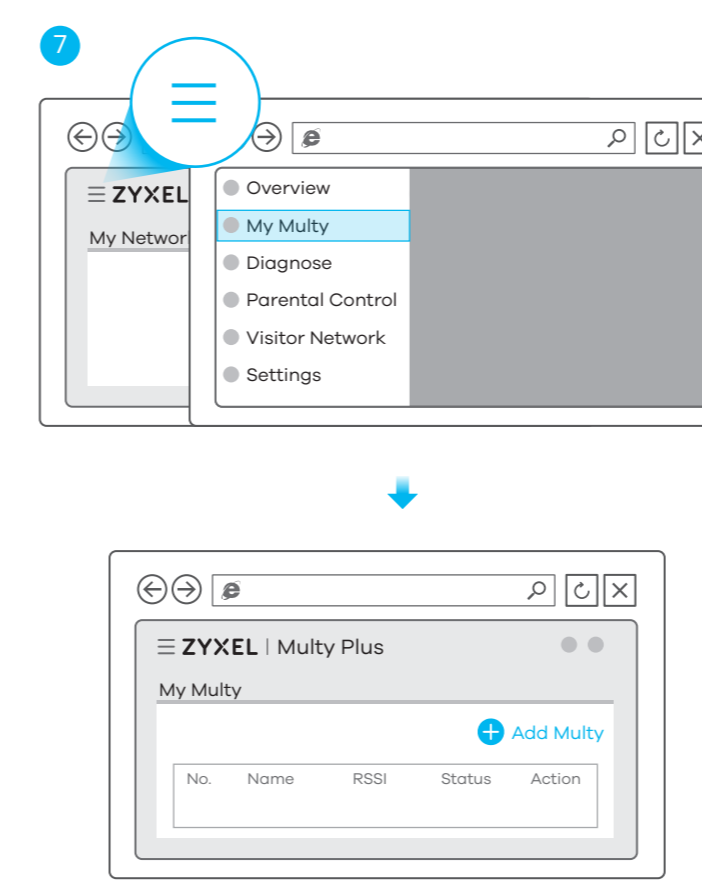 7
ZYXEL
My Networ
Overview
My Multy
Diagnose
Parental Control
Visitor Network
Settings
ZYXEL | Multy Plus
My Multy
Add Multy
No. Name RSSI Status Action